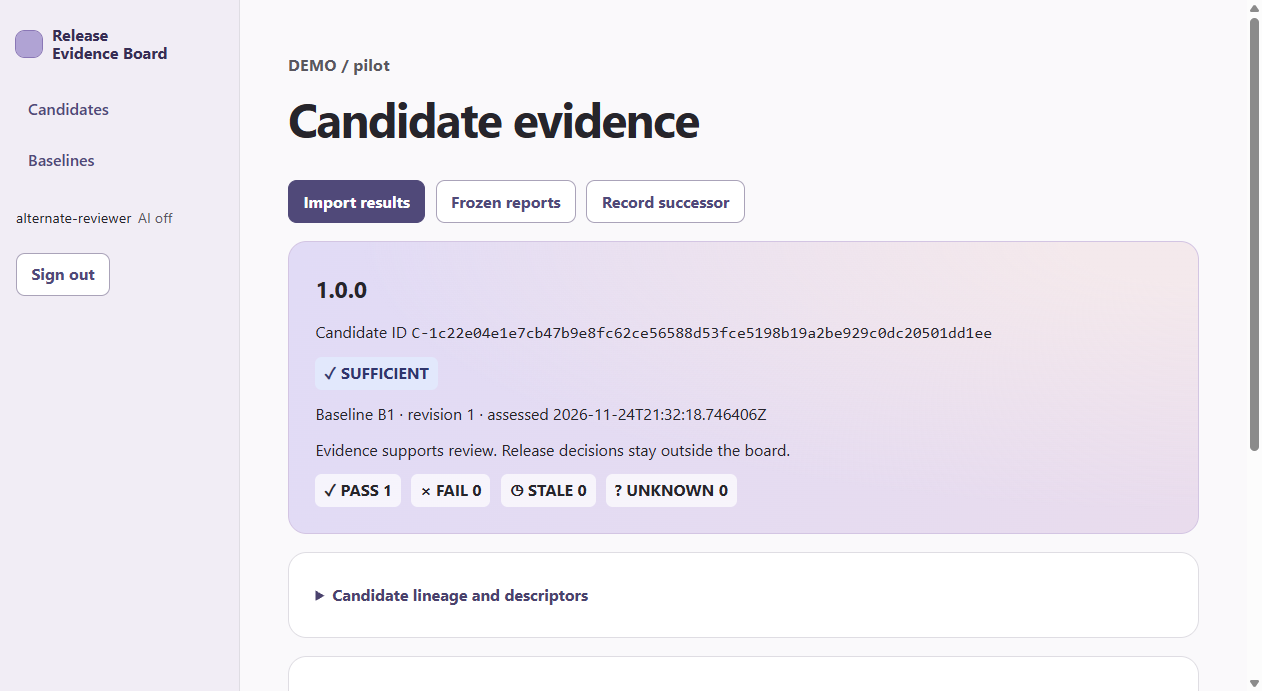 Release
Evidence Board
Candidates
Baselines
alternate-reviewer AI off
Sign out
DEMO / pilot
Candidate evidence
Import results
Frozen reports
Record successor
1.0.0
Candidate ID C-1c22e04e1e7cb47b9e8fc62ce56588d53fce5198b19a2be929c0dc20501dd1ee
✓ SUFFICIENT
Baseline B1 · revision 1 · assessed 2026-11-24T21:32:18.746406Z
Evidence supports review. Release decisions stay outside the board.
✓ PASS 1
× FAIL 0
◷ STALE 0
? UNKNOWN 0
▶ Candidate lineage and descriptors